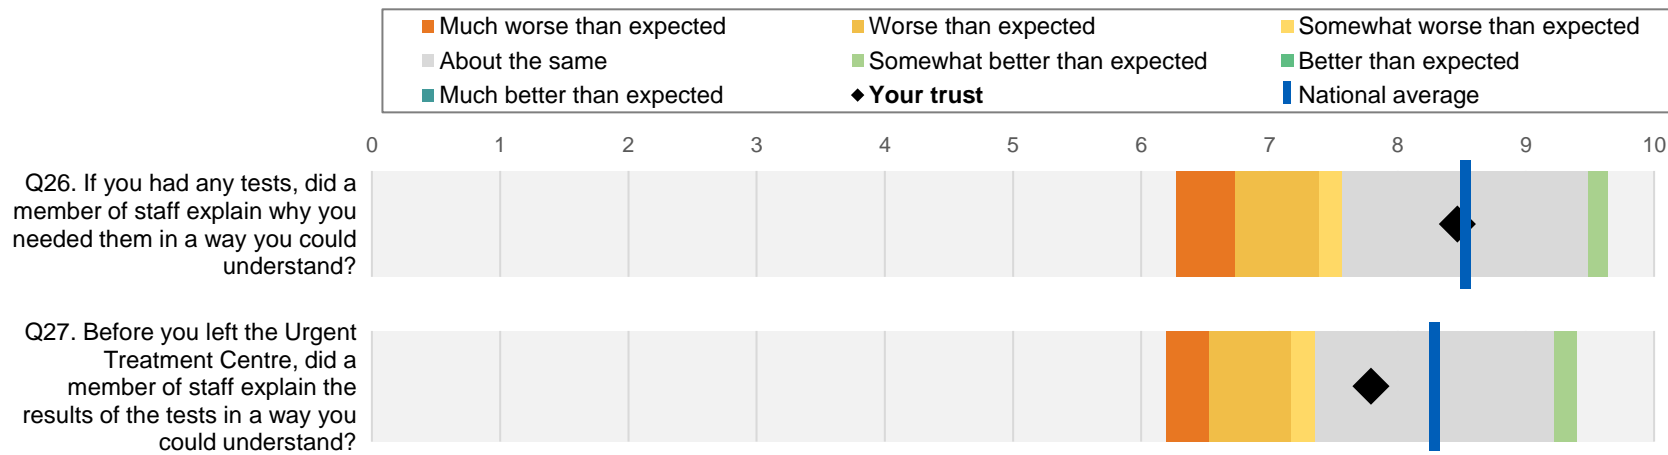 Much worse than expected
Worse than expected
Somewhat worse than expected
About the same
Somewhat better than expected
Better than expected
Much better than expected
Your trust
National average
0 1 2 3 4 5 6 7 8 9 10
Q26. If you had any tests, did a
member of staff explain why you
needed them in a way you could
understand?
Q27. Before you left the Urgent
Treatment Centre, did a
member of staff explain the
results of the tests in a way you
could understand?